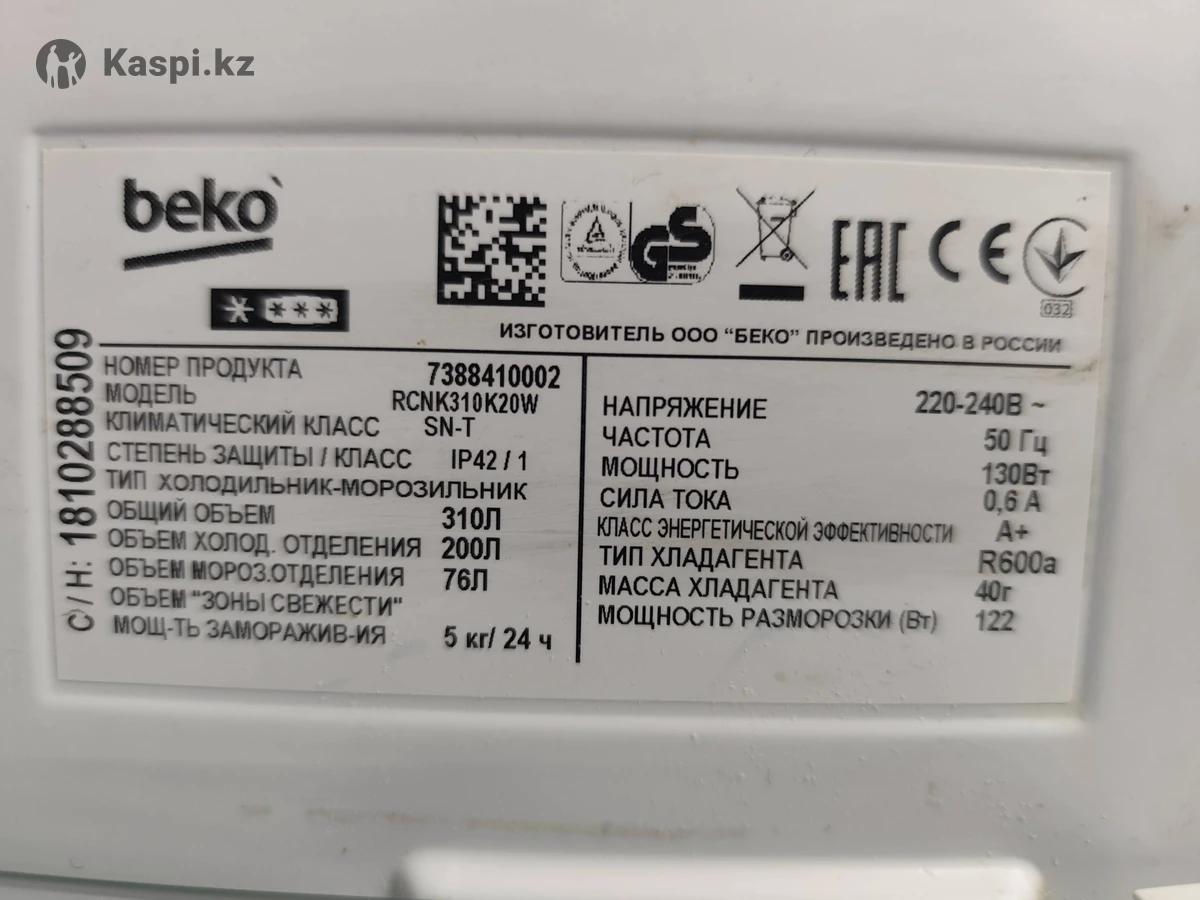 Kaspi.kz
beko
ЕАС СЕ
032
ИЗГОТОВИТЕЛЬ ООО "БЕКО" ПРОИЗВЕДЕНО В РОССИИ
С/Н: 1810288509
НОМЕР ПРОДУКТА 7388410002
МОДЕЛЬ RCNK310K20W
КЛИМАТИЧЕСКИЙ КЛАСС SN-T
СТЕПЕНЬ ЗАЩИТЫ / КЛАСС IP42 / 1
ТИП ХОЛОДИЛЬНИК-МОРОЗИЛЬНИК
ОБЩИЙ ОБЪЕМ 310Л
ОБЪЕМ ХОЛОД. ОТДЕЛЕНИЯ 200Л
ОБЪЕМ МОРОЗ.ОТДЕЛЕНИЯ 76Л
ОБЪЕМ "ЗОНЫ СВЕЖЕСТИ"
МОЩ-ТЬ ЗАМОРАЖИВ-ИЯ 5 кг/ 24 ч
НАПРЯЖЕНИЕ 220-240В ~
ЧАСТОТА 50 Гц
МОЩНОСТЬ 130Вт
СИЛА ТОКА 0,6 А
КЛАСС ЭНЕРГЕТИЧЕСКОЙ ЭФФЕКТИВНОСТИ А+
ТИП ХЛАДАГЕНТА R600a
МАССА ХЛАДАГЕНТА 40г
МОЩНОСТЬ РАЗМОРОЗКИ (Вт) 122